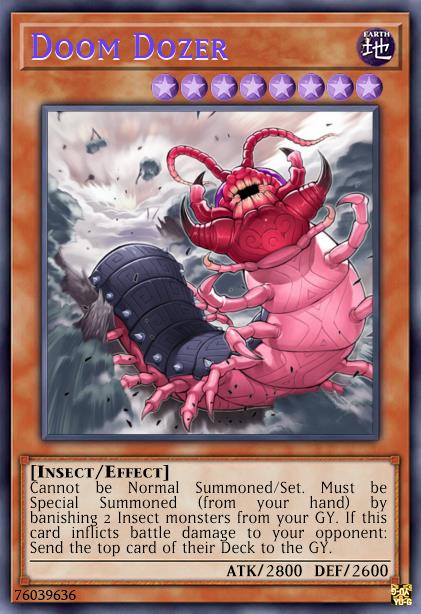 Doom Dozer
EARTH
地
[Insect/Effect]
Cannot be Normal Summoned/Set. Must be
Special Summoned (from your hand) by
banishing 2 Insect monsters from your GY. If this
card inflicts battle damage to your opponent:
Send the top card of their Deck to the GY.
ATK/2800 DEF/2600
76039636